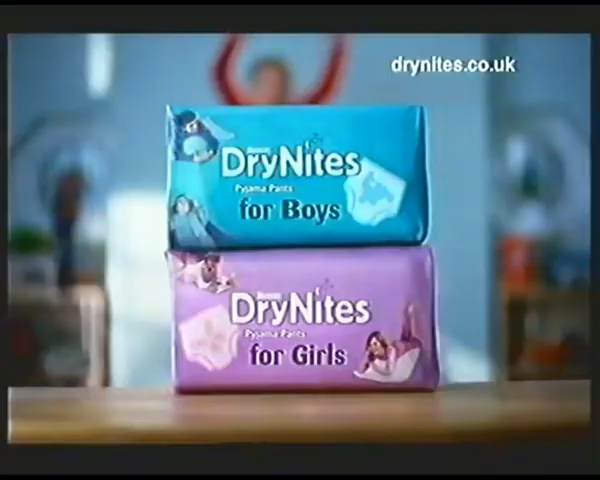 drynites.co.uk
DryNites
Pyjama Pants
for Boys
DryNites
Pyjama Pants
for Girls